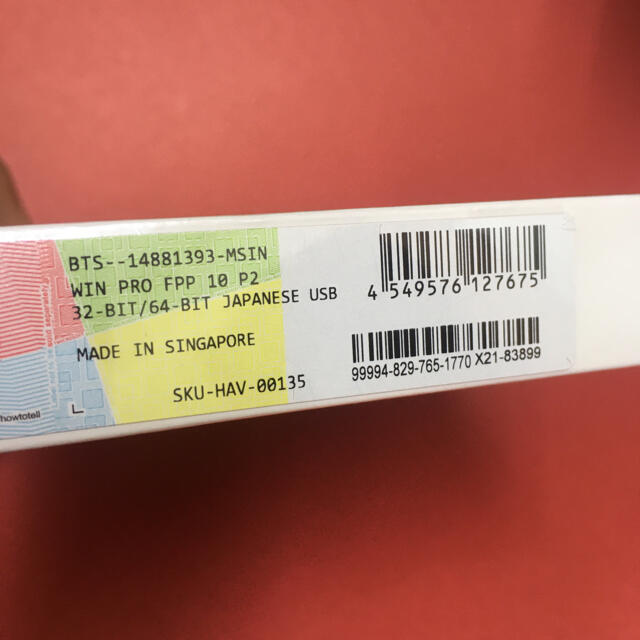 BTS--14881393-MSIN
WIN PRO FPP 10 P2
32-BIT/64-BIT JAPANESE USB
MADE IN SINGAPORE
SKU-HAV-00135
howtotell
L
4 549576 127675
99994-829-765-1770 X21-83899